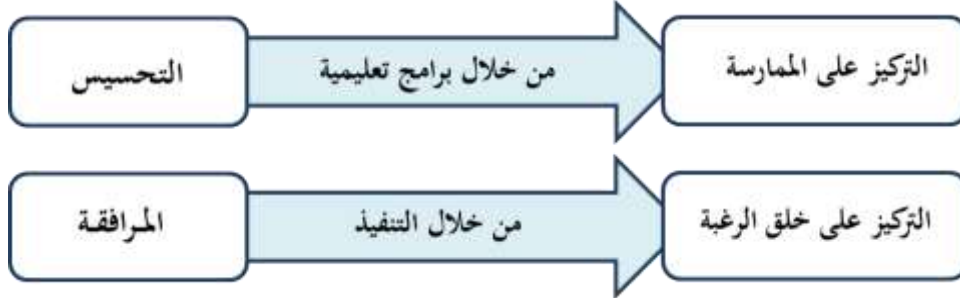 التركيز على الممارسة
من خلال برامج تعليمية
التحسيس
التركيز على خلق الرغبة
من خلال التنفيذ
المرافقة